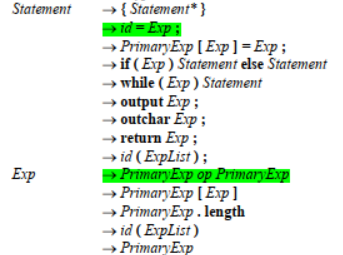 Statement → { Statement* }
→ id = Exp ;
→ PrimaryExp [ Exp ] = Exp ;
→ if ( Exp ) Statement else Statement
→ while ( Exp ) Statement
→ output Exp ;
→ outchar Exp ;
→ return Exp ;
→ id ( ExpList ) ;
Exp → PrimaryExp op PrimaryExp
→ PrimaryExp [ Exp ]
→ PrimaryExp . length
→ id ( ExpList )
→ PrimaryExp